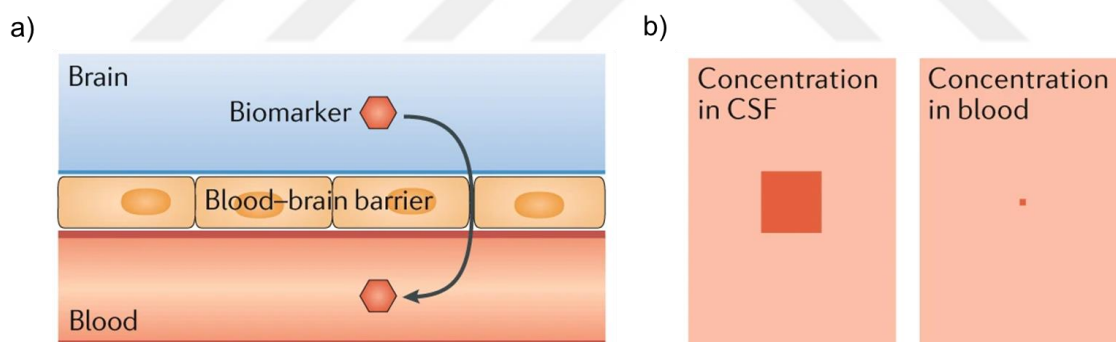 a)
Brain
Biomarker
Blood–brain barrier
Blood
b)
Concentration
in CSF
Concentration
in blood